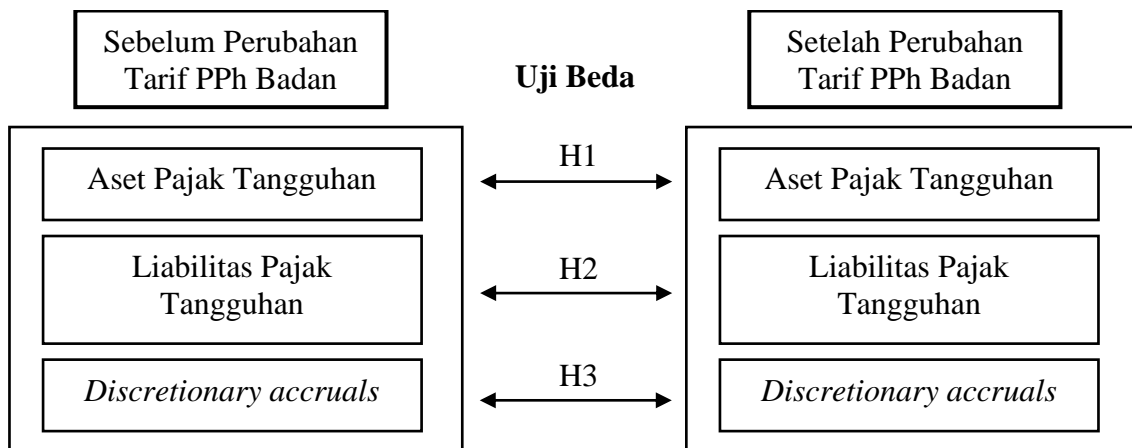 Sebelum Perubahan
Tarif PPh Badan
Uji Beda
Setelah Perubahan
Tarif PPh Badan
Aset Pajak Tangguhan
H1
Aset Pajak Tangguhan
Liabilitas Pajak
Tangguhan
H2
Liabilitas Pajak
Tangguhan
Discretionary accruals
H3
Discretionary accruals